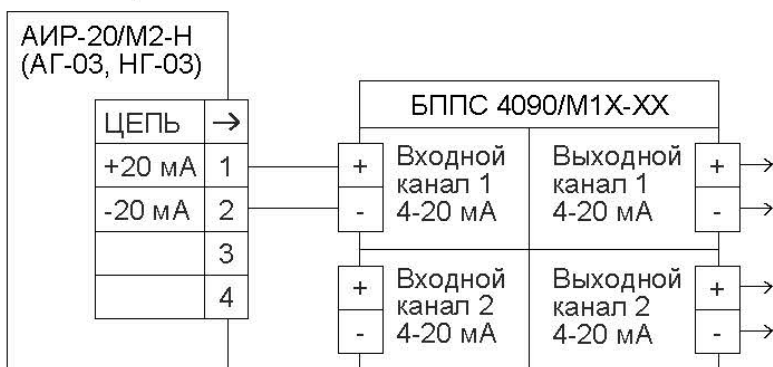 АИР-20/М2-Н
(АГ-03, НГ-03)
ЦЕПЬ →
+20 мА 1
-20 мА 2
3
4
БППС 4090/М1Х-ХХ
+ Входной
канал 1
4-20 мА
-
Выходной
канал 1
4-20 мА
+
-
+ Входной
канал 2
4-20 мА
-
Выходной
канал 2
4-20 мА
+
-